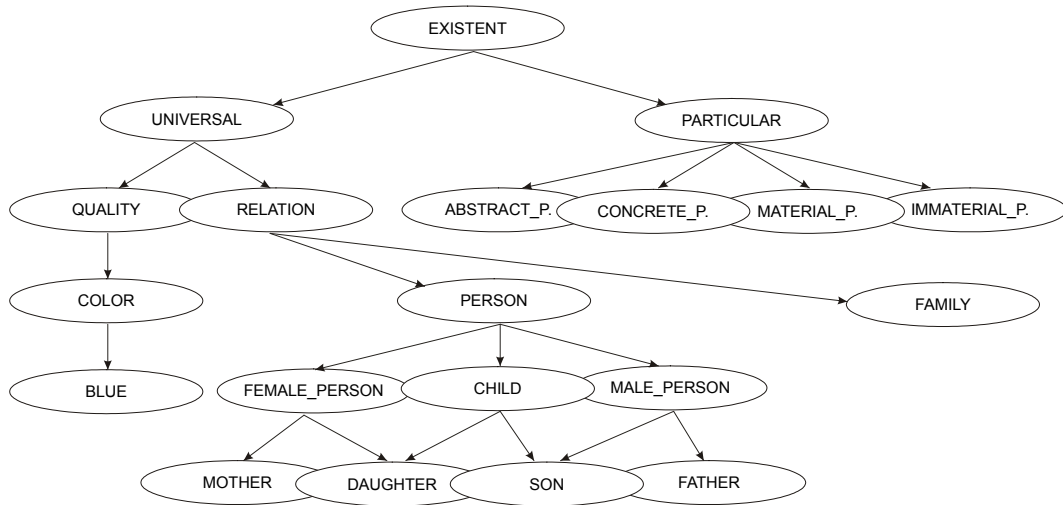 EXISTENT
UNIVERSAL
PARTICULAR
QUALITY
RELATION
ABSTRACT_P.
CONCRETE_P.
MATERIAL_P.
IMMATERIAL_P.
COLOR
PERSON
FAMILY
BLUE
FEMALE_PERSON
CHILD
MALE_PERSON
MOTHER
DAUGHTER
SON
FATHER